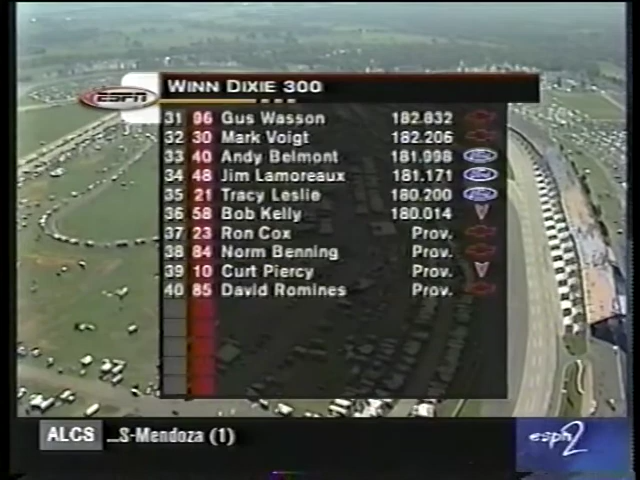 WINN DIXIE 300
ESPN
31 96 Gus Wasson 182.832
32 30 Mark Voigt 182.206
33 40 Andy Belmont 181.998 Ford
34 48 Jim Lamoreaux 181.171 Ford
35 21 Tracy Leslie 180.200 Ford
36 58 Bob Kelly 180.014
37 23 Ron Cox Prov.
38 84 Norm Benning Prov.
39 10 Curt Piercy Prov.
40 85 David Romines Prov.
ALCS ...S-Mendoza (1)
espn2